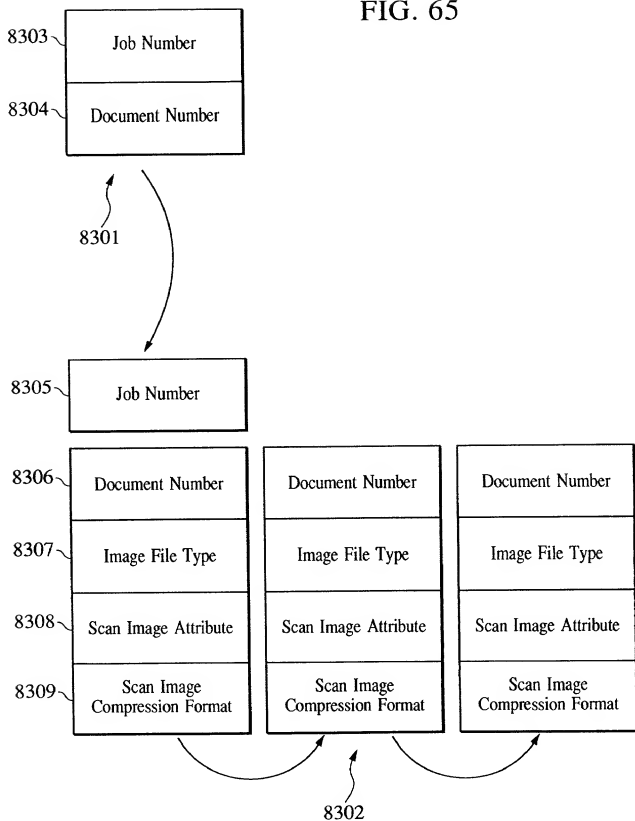 FIG. 65
8303
Job Number
8304
Document Number
8301
8305
Job Number
8306
Document Number
Document Number
Document Number
8307
Image File Type
Image File Type
Image File Type
8308
Scan Image Attribute
Scan Image Attribute
Scan Image Attribute
8309
Scan Image
Compression Format
Scan Image
Compression Format
Scan Image
Compression Format
8302